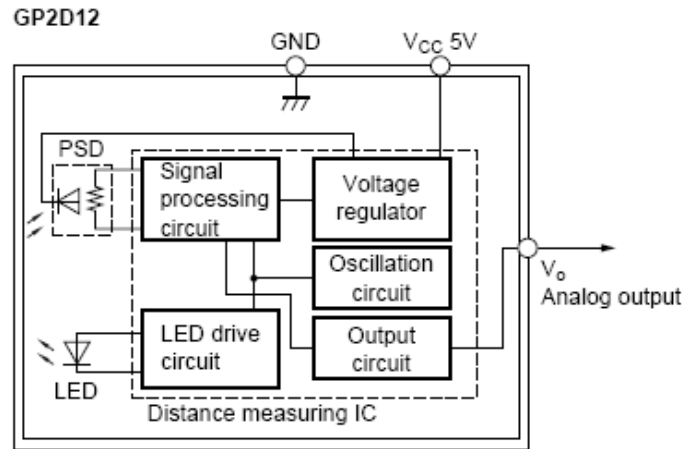 GP2D12
GND
VCC 5V
PSD
Signal
processing
circuit
Voltage
regulator
Oscillation
circuit
Vo
Analog output
LED drive
circuit
Output
circuit
LED
Distance measuring IC